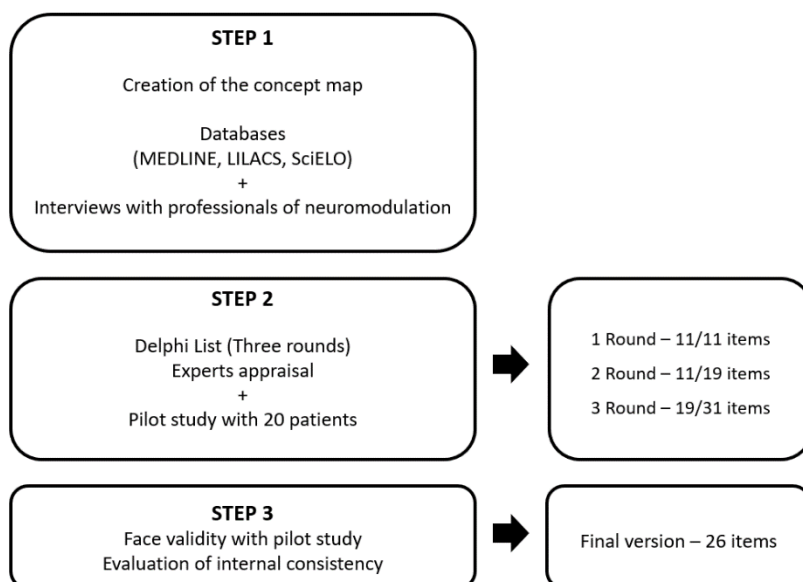 STEP 1
Creation of the concept map
Databases
(MEDLINE, LILACS, SciELO)
+
Interviews with professionals of neuromodulation
STEP 2
Delphi List (Three rounds)
Experts appraisal
+
Pilot study with 20 patients
1 Round – 11/11 items
2 Round – 11/19 items
3 Round – 19/31 items
STEP 3
Face validity with pilot study
Evaluation of internal consistency
Final version – 26 items